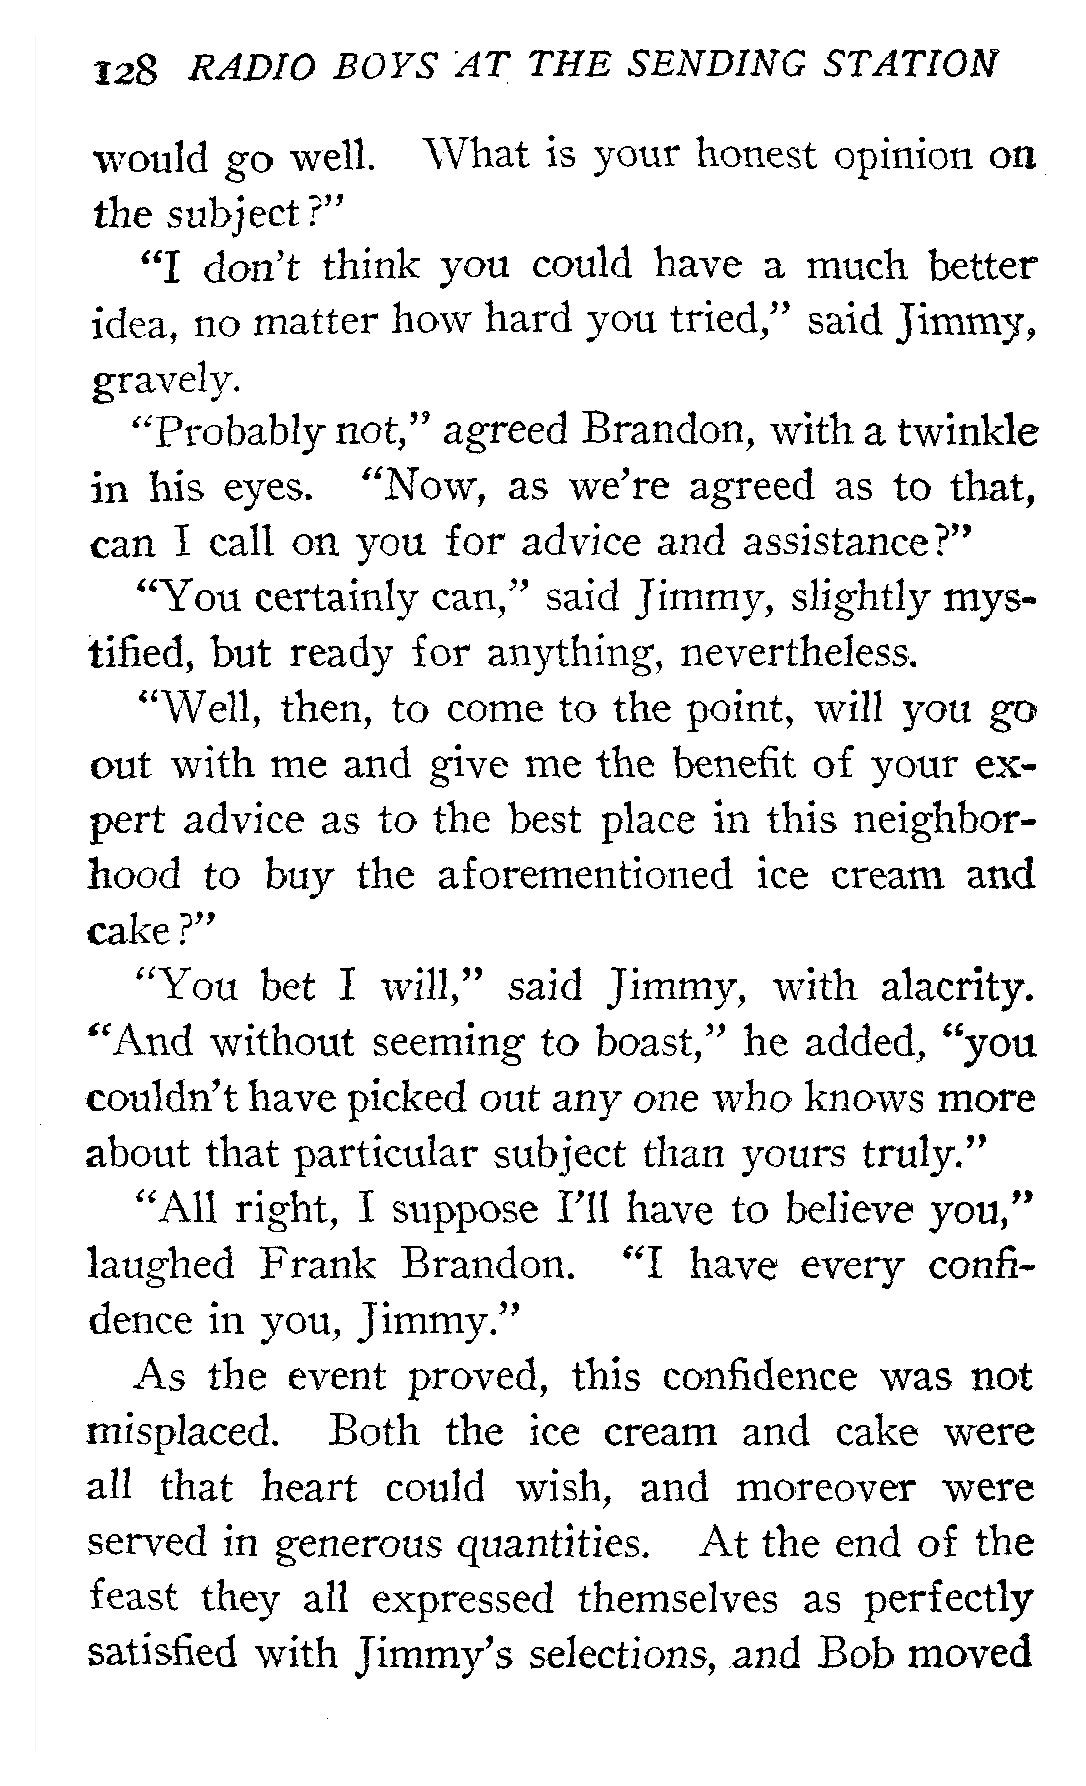 128 RADIO BOYS AT THE SENDING STATION
would go well. What is your honest opinion on
the subject?”
“I don’t think you could have a much better
idea, no matter how hard you tried,” said Jimmy,
gravely.
“Probably not,” agreed Brandon, with a twinkle
in his eyes. “Now, as we’re agreed as to that,
can I call on you for advice and assistance?”
“You certainly can,” said Jimmy, slightly mys-
tified, but ready for anything, nevertheless.
“Well, then, to come to the point, will you go
out with me and give me the benefit of your ex-
pert advice as to the best place in this neighbor-
hood to buy the aforementioned ice cream and
cake?”
“You bet I will,” said Jimmy, with alacrity.
“And without seeming to boast,” he added, “you
couldn’t have picked out any one who knows more
about that particular subject than yours truly.”
“All right, I suppose I’ll have to believe you,”
laughed Frank Brandon. “I have every confi-
dence in you, Jimmy.”
As the event proved, this confidence was not
misplaced. Both the ice cream and cake were
all that heart could wish, and moreover were
served in generous quantities. At the end of the
feast they all expressed themselves as perfectly
satisfied with Jimmy’s selections, and Bob moved